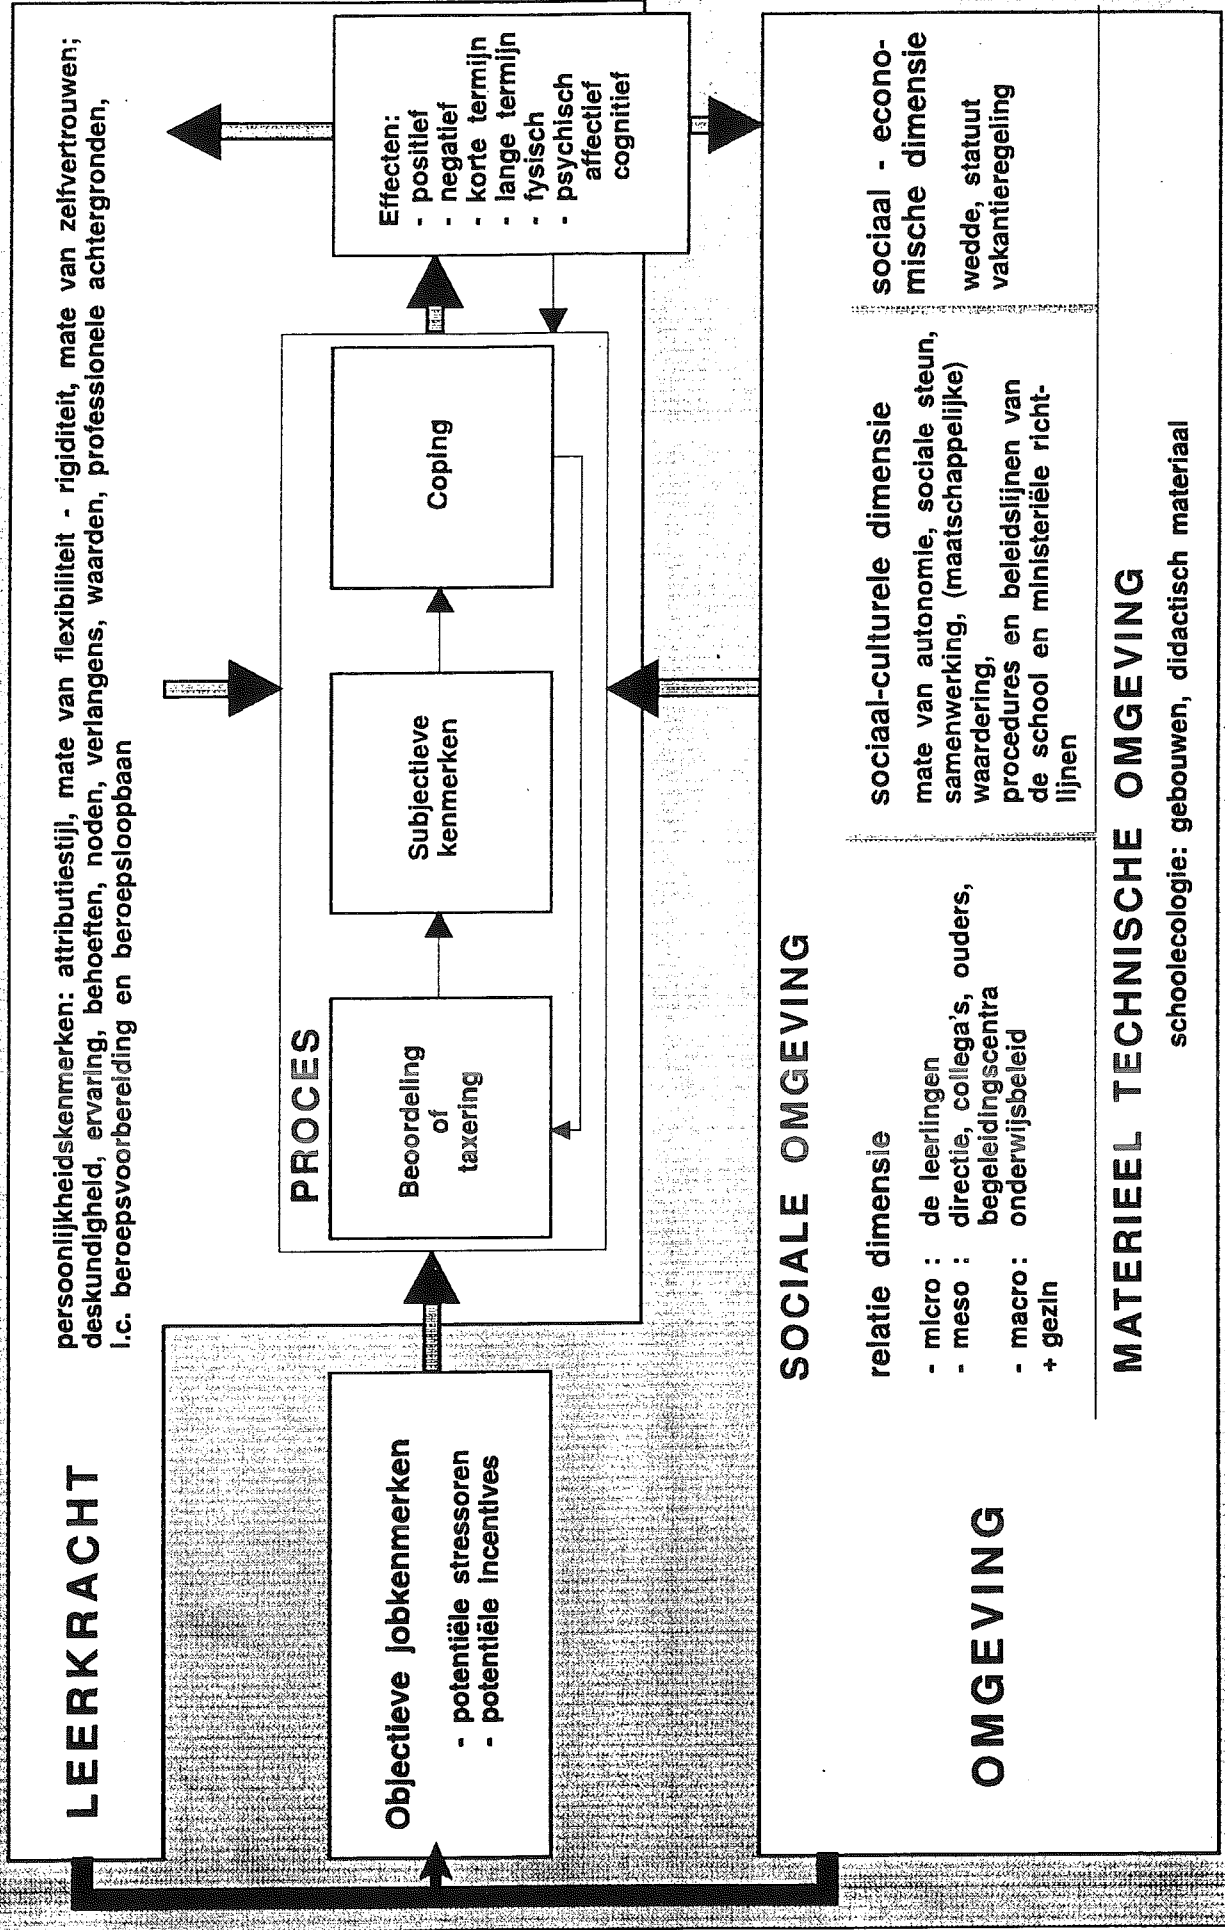 LEERKRACHT
persoonlijkheidskenmerken: attributiestijl, mate van flexibiliteit - rigiditeit, mate van zelfvertrouwen;
deskundigheid, ervaring, behoeften, noden, verlangens, waarden, professionele achtergronden,
i.c. beroepsvoorbereiding en beroepsloopbaan
Objectieve jobkenmerken
- potentiële stressoren
- potentiële incentives
PROCES
Beoordeling
of
taxering
Subjectieve
kenmerken
Coping
Effecten:
- positief
- negatief
- korte termijn
- lange termijn
- fysisch
- psychisch
affectief
cognitief
OMGEVING
SOCIALE OMGEVING
relatie dimensie
- micro : de leerlingen
- meso : directie, collega's, ouders,
begeleidingscentra
- macro : onderwijsbeleid
+ gezin
sociaal-culturele dimensie
mate van autonomie, sociale steun,
samenwerking, (maatschappelijke)
waardering,
procedures en beleidslijnen van
de school en ministeriële richt-
lijnen
sociaal - econo-
mische dimensie
wedde, statuut
vakantieregeling
MATERIEEL TECHNISCHE OMGEVING
schoolecologie: gebouwen, didactisch materiaal